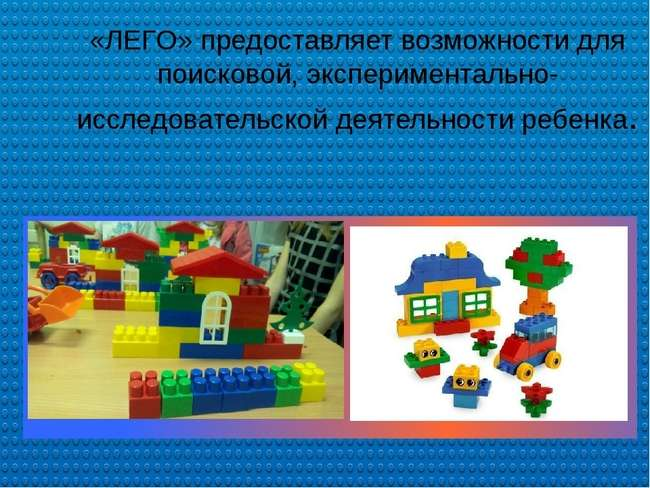 «ЛЕГО» предоставляет возможности для
поисковой, экспериментально-
исследовательской деятельности ребенка.